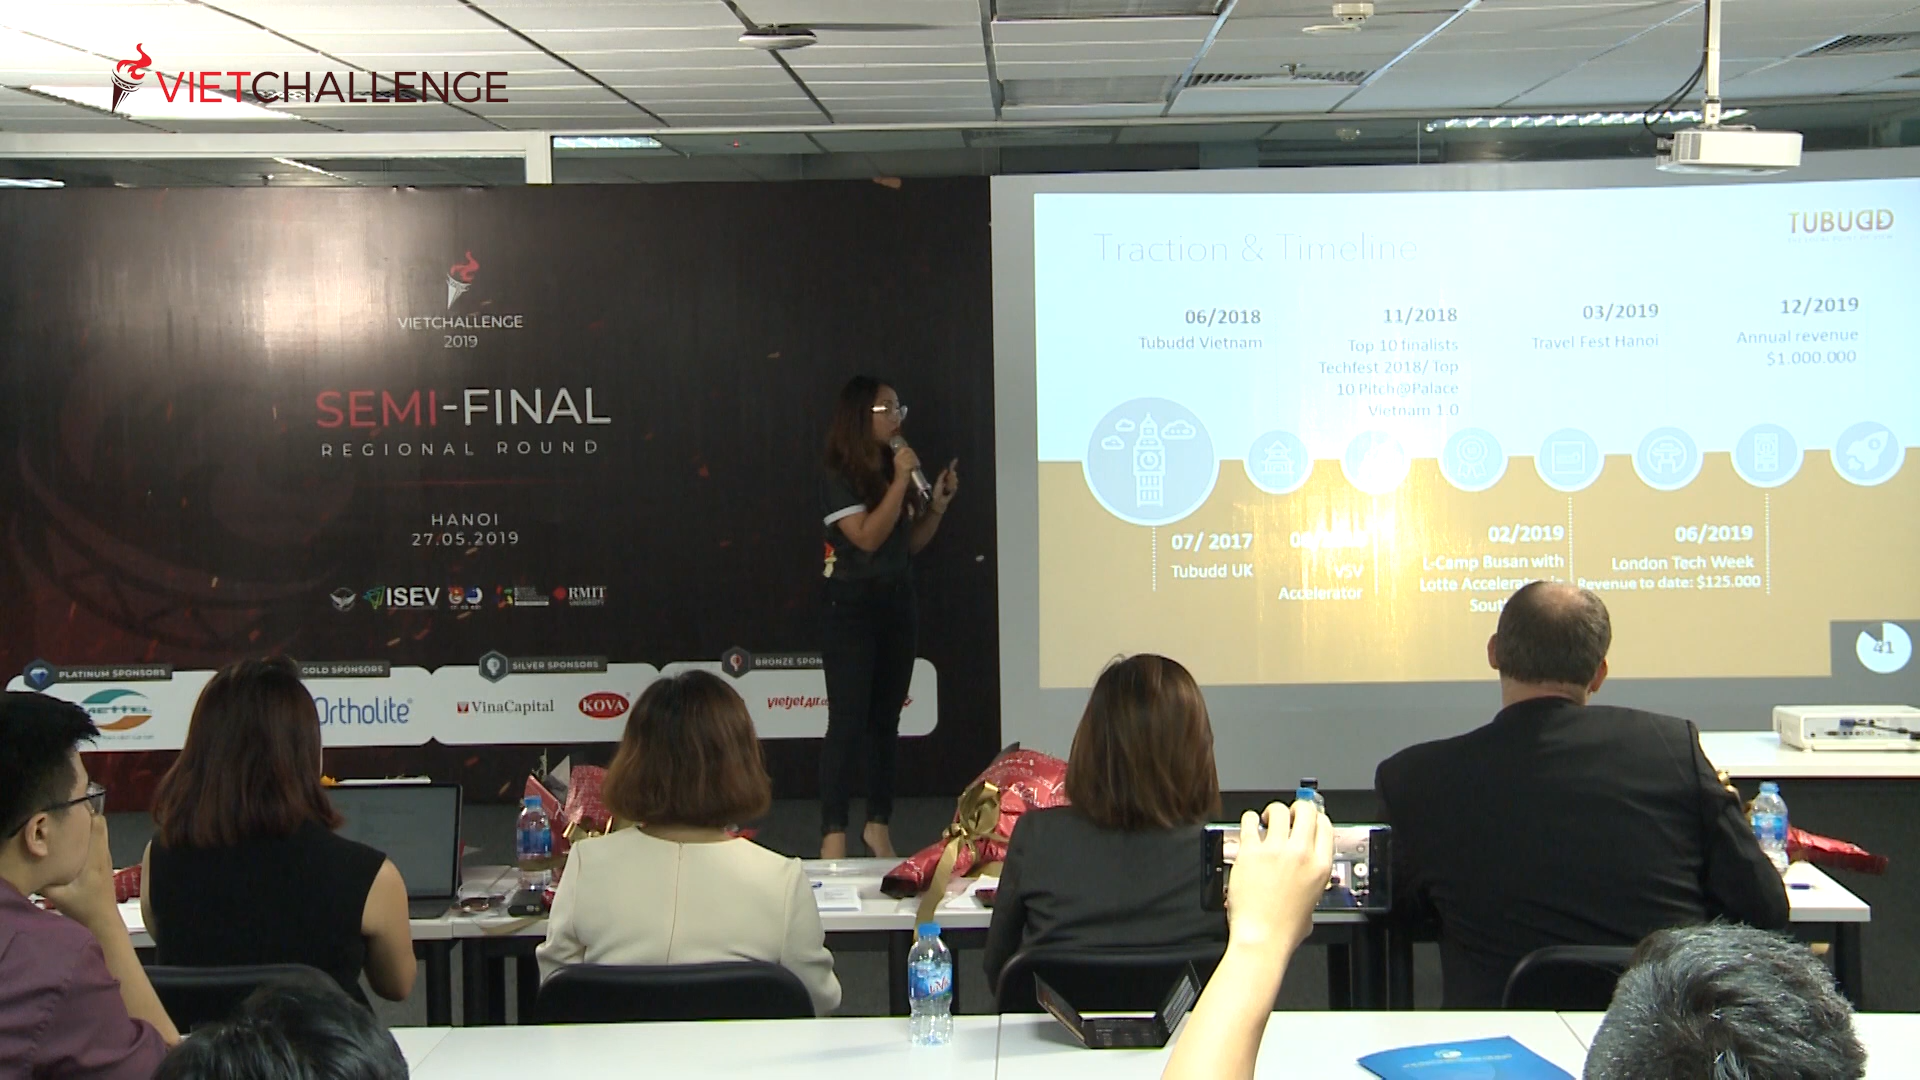 VIETCHALLENGE
VIETCHALLENGE
2019
SEMI-FINAL
REGIONAL ROUND
HANOI
27.05.2019
ISEV
RMIT
UNIVERSITY
PLATINUM SPONSORS
GOLD SPONSORS
SILVER SPONSORS
BRONZE SPON
Ortholite
VinaCapital
KOVA
TUBUDD
Traction & Timeline
06/2018
Tubudd Vietnam
11/2018
Top 10 finalists
Techfest 2018/ Top
10 Pitch@Palace
Vietnam 1.0
03/2019
Travel Fest Hanoi
12/2019
Annual revenue
$1.000.000
07/ 2017
Tubudd UK
VSV
Accelerator
02/2019
L-Camp Busan with
Lotte Accelerator
South
06/2019
London Tech Week
Revenue to date: $125.000
41